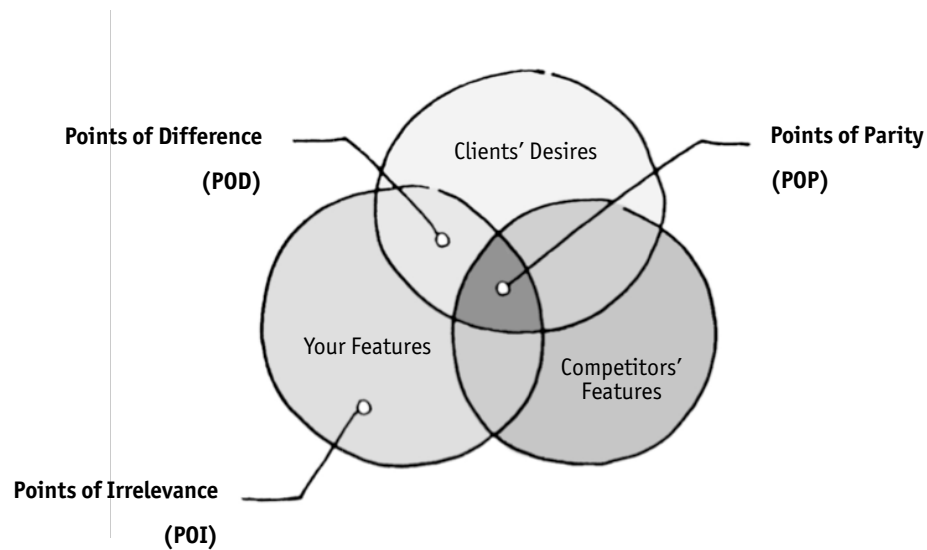 Points of Difference
(POD)
Clients’ Desires
Points of Parity
(POP)
Your Features
Competitors’
Features
Points of Irrelevance
(POI)